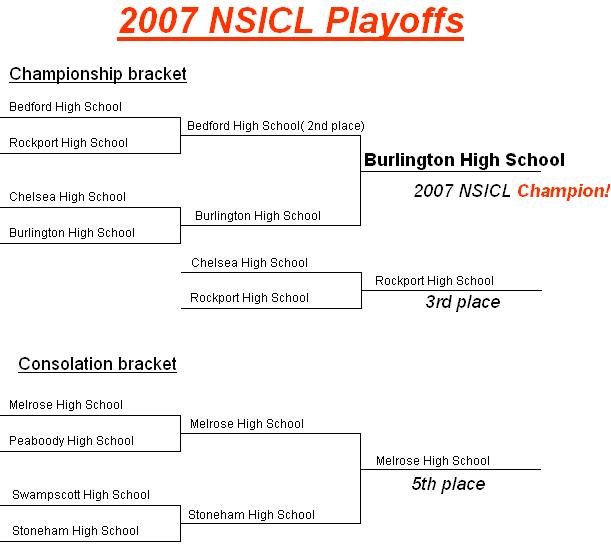 2007 NSICL Playoffs
Championship bracket
Bedford High School
Rockport High School
Bedford High School( 2nd place)
Burlington High School
2007 NSICL Champion!
Chelsea High School
Burlington High School
Burlington High School
Chelsea High School
Rockport High School
Rockport High School
3rd place
Consolation bracket
Melrose High School
Peaboody High School
Melrose High School
Melrose High School
5th place
Swampscott High School
Stoneham High School
Stoneham High School